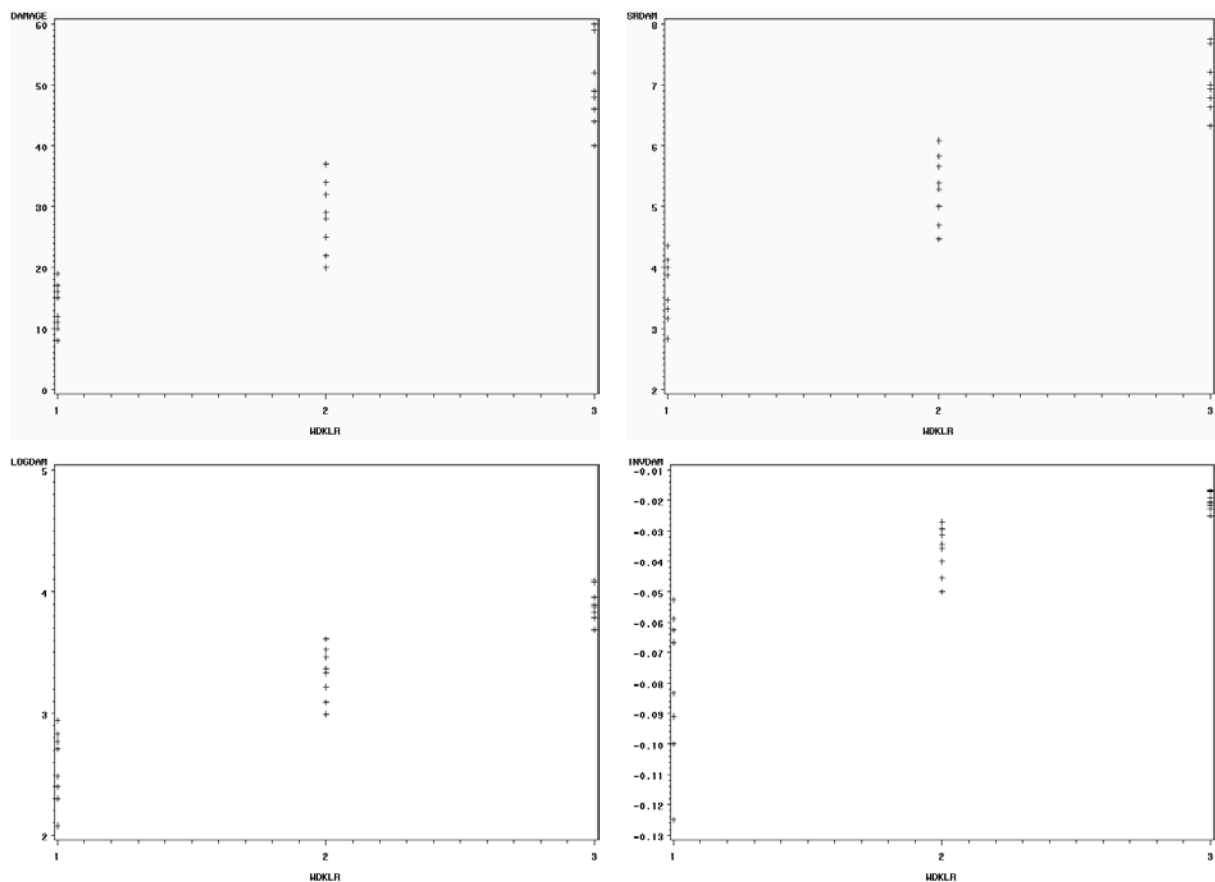 DAMAGE
60
50
40
30
20
10
0
1 2 3
WDKLR
SRDAM
8
7
6
5
4
3
2
1 2 3
WDKLR
LOGDAM
5
4
3
2
1 2 3
WDKLR
INVDAM
-0.01
-0.02
-0.03
-0.04
-0.05
-0.06
-0.07
-0.08
-0.09
-0.10
-0.11
-0.12
-0.13
1 2 3
WDKLR